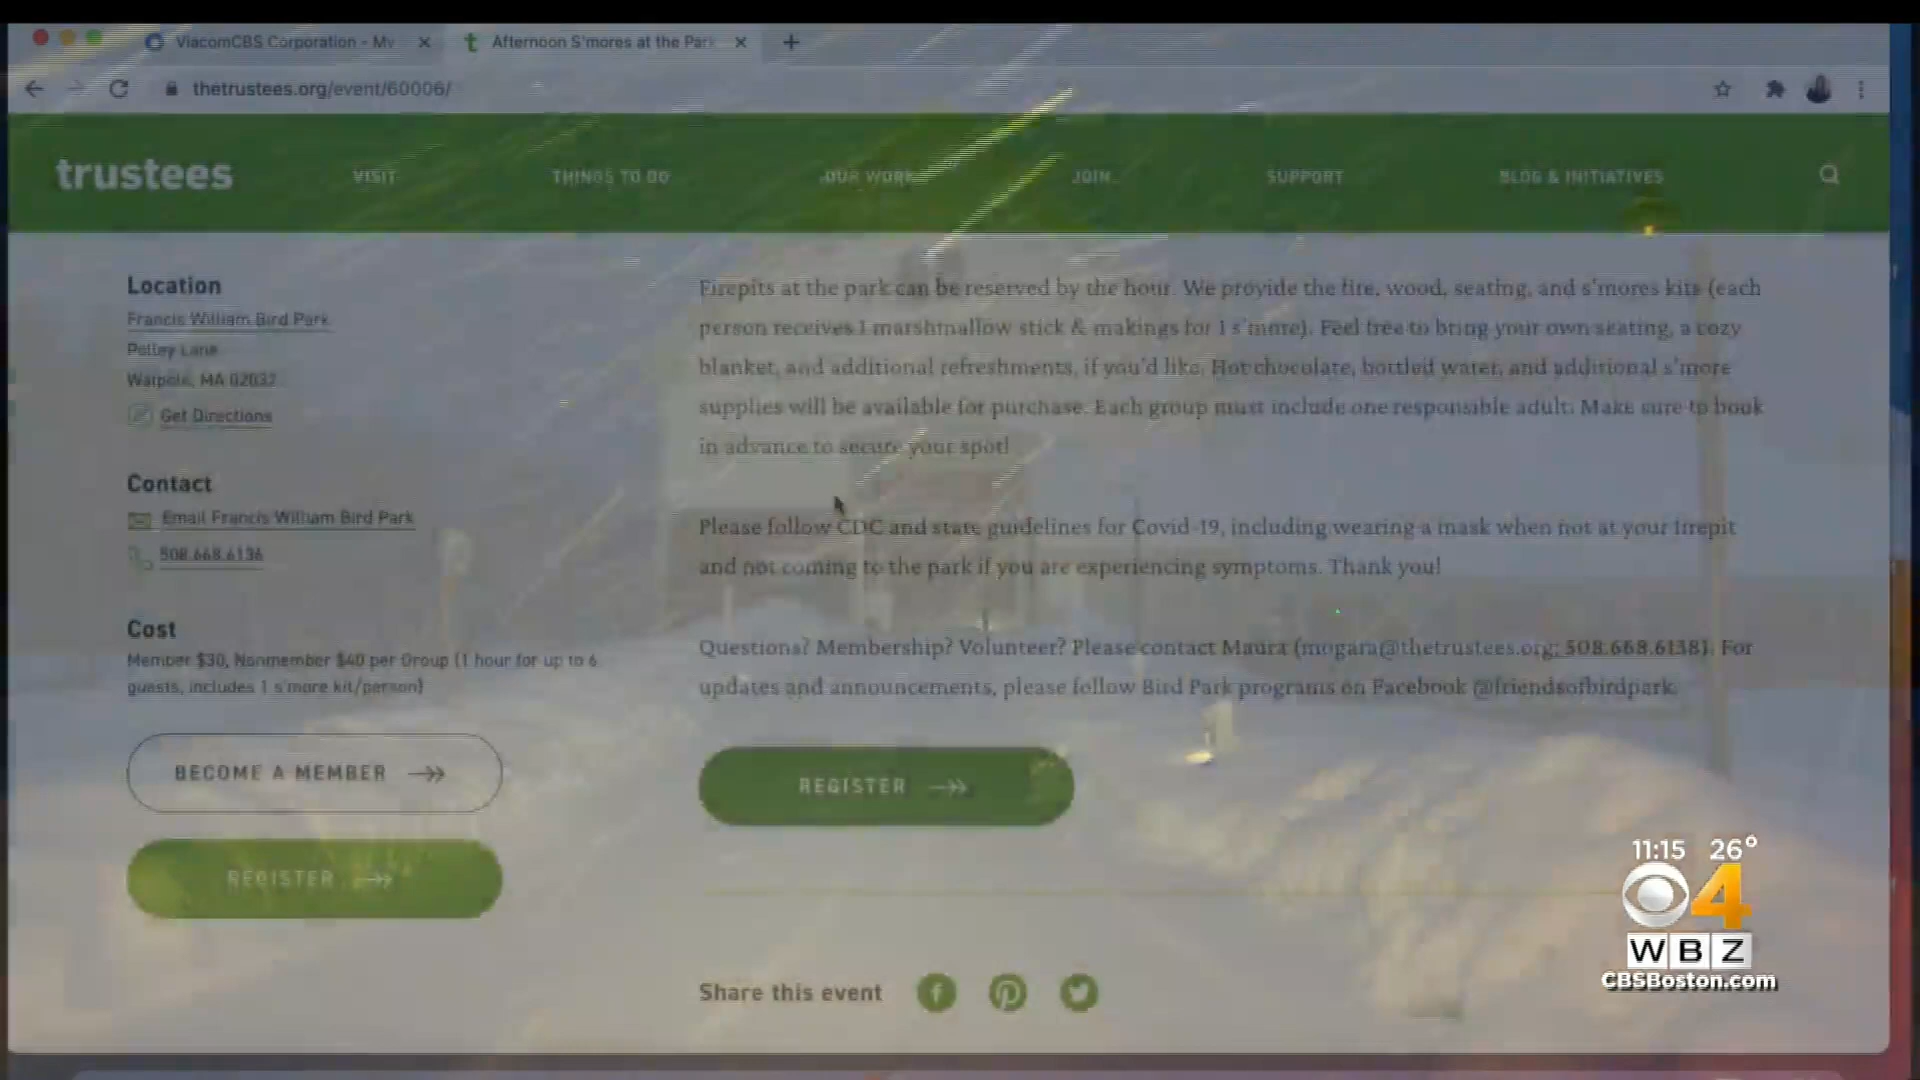 ViacomCBS Corporation - My
Afternoon S'mores at the Park
thetrustees.org/event/60006/
trustees
VISIT
THINGS TO DO
OUR WORK
JOIN
SUPPORT
BLOG & INITIATIVES
Location
Francis William Bird Park
Polley Lane
Walpole, MA 02032
Get Directions
Contact
Email Francis William Bird Park
508.668.6136
Cost
Member $30, Nonmember $40 per Group (1 hour for up to 6
guests, includes 1 s'more kit/person)
BECOME A MEMBER
REGISTER
Firepits at the park can be reserved by the hour. We provide the fire, wood, seating, and s'mores kits (each
person receives 1 marshmallow stick & makings for 1 s'more). Feel free to bring your own seating, a cozy
blanket, and additional refreshments, if you'd like. Hot chocolate, bottled water, and additional s'more
supplies will be available for purchase. Each group must include one responsible adult. Make sure to book
in advance to secure your spot!
Please follow CDC and state guidelines for Covid-19, including wearing a mask when not at your firepit
and not coming to the park if you are experiencing symptoms. Thank you!
Questions? Membership? Volunteer? Please contact Maura (mogara@thetrustees.org; 508.668.6138). For
updates and announcements, please follow Bird Park programs on Facebook @friendsofbirdpark.
REGISTER
Share this event
11:15 26°
4
WBZ
CBSBoston.com